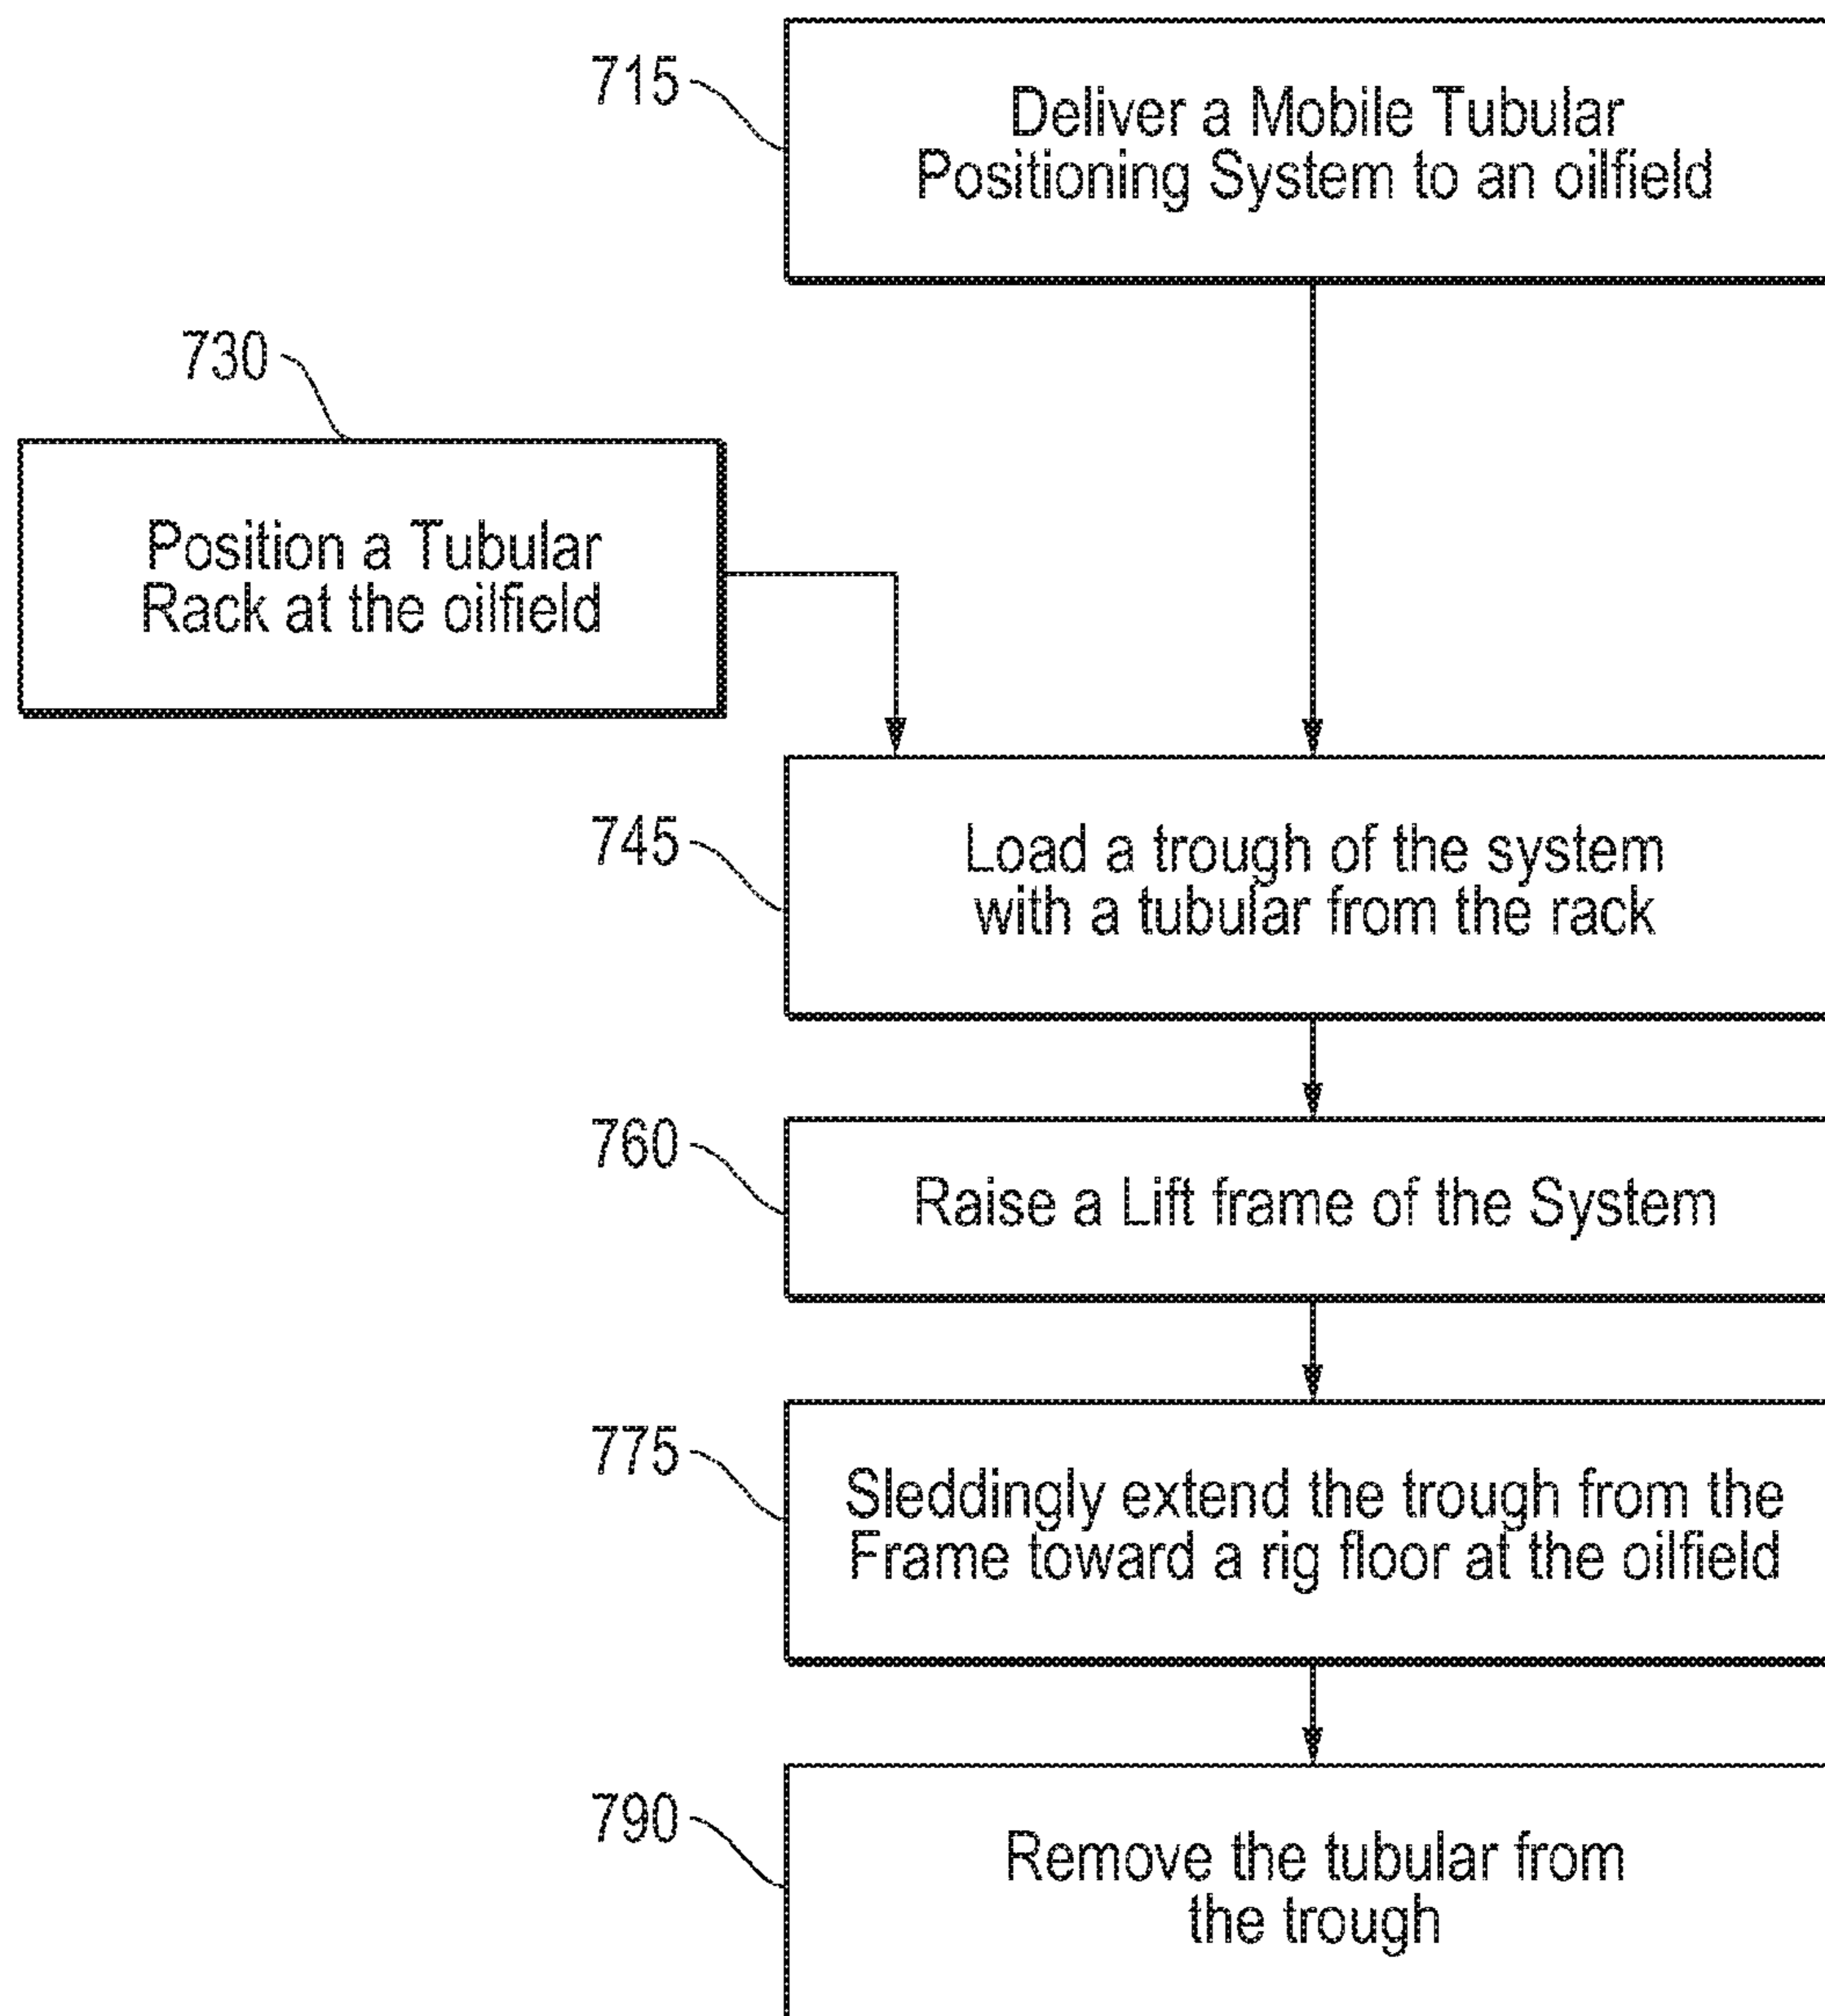 715
Deliver a Mobile Tubular
Positioning System to an oilfield
730
Position a Tubular
Rack at the oilfield
745
Load a trough of the system
with a tubular from the rack
760
Raise a Lift frame of the System
775
Sleddingly extend the trough from the
Frame toward a rig floor at the oilfield
790
Remove the tubular from
the trough